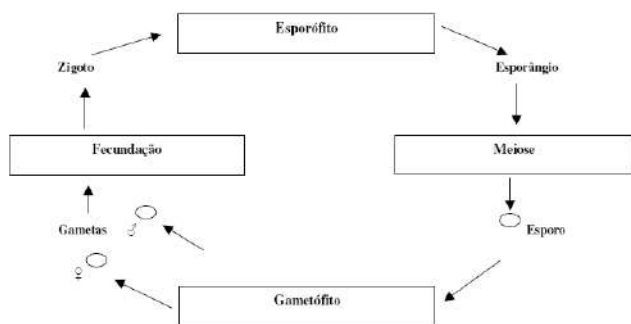 Esporófito
Zigoto
Esporângio
Fecundação
Meiose
Gametas ♂
Esporo
♀
Gametófito